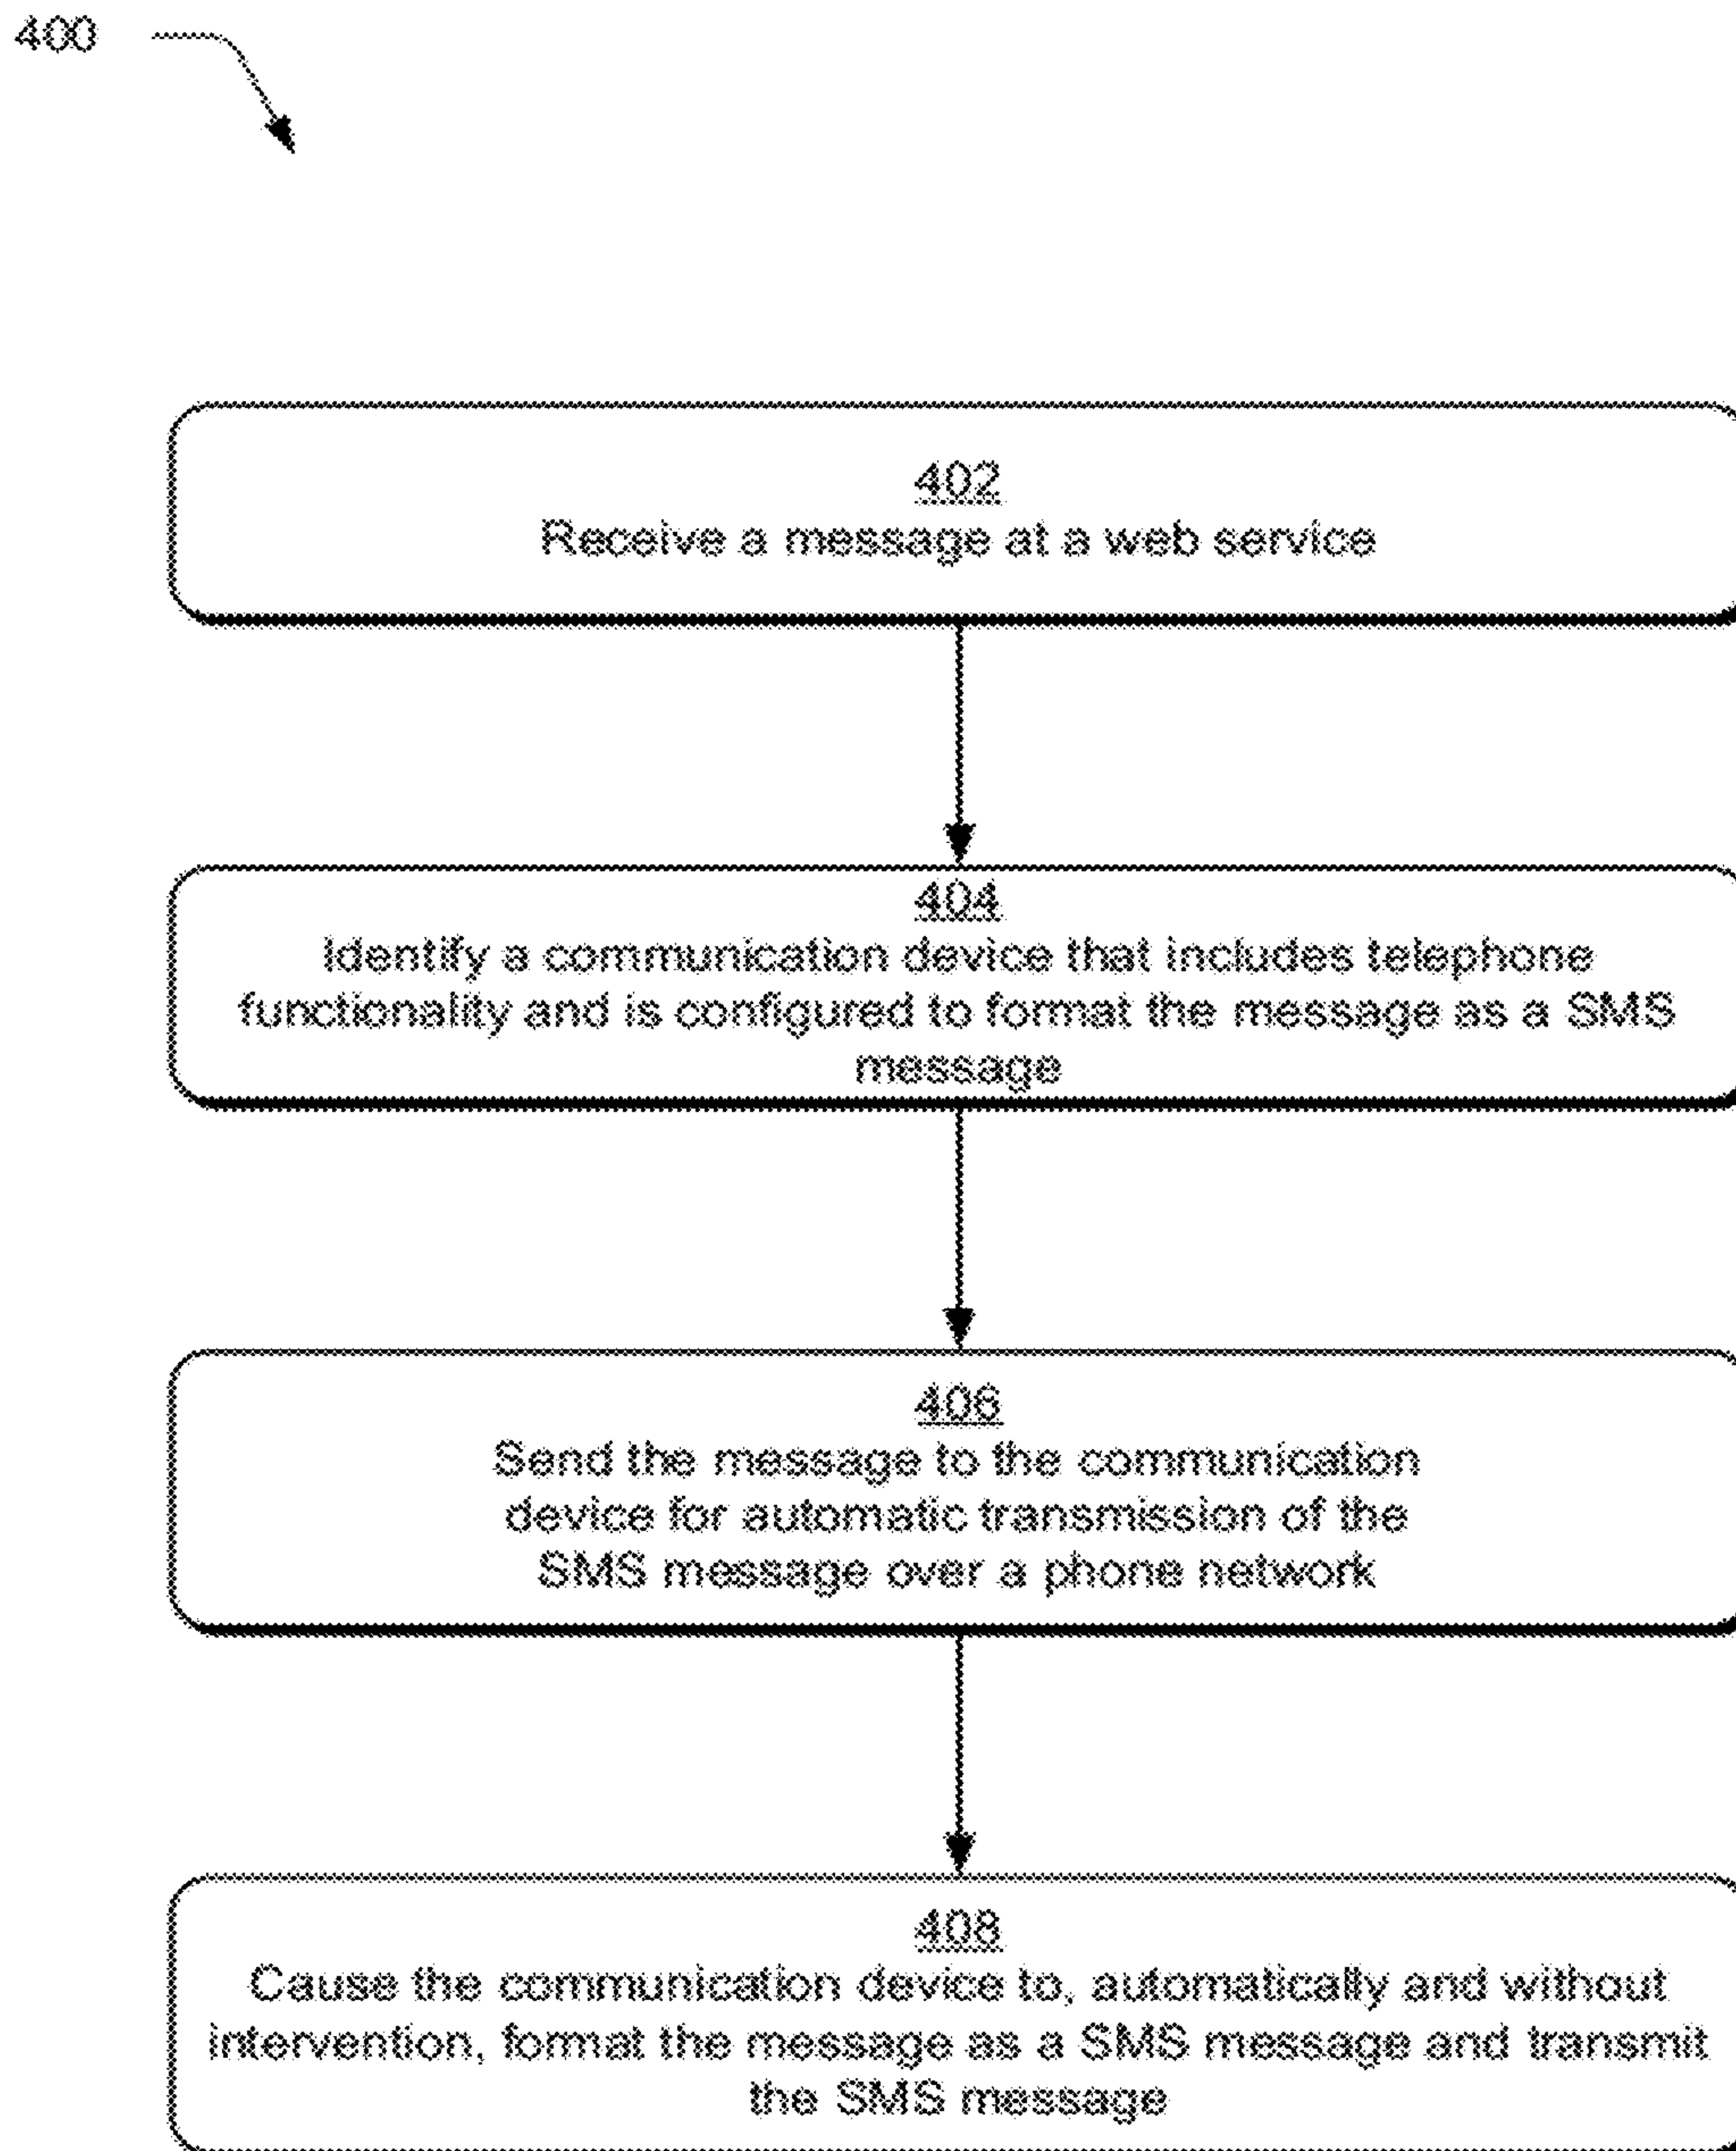 400
402
Receive a message at a web service
404
Identify a communication device that includes telephone
functionality and is configured to format the message as a SMS
message
406
Send the message to the communication
device for automatic transmission of the
SMS message over a phone network
408
Cause the communication device to, automatically and without
intervention, format the message as a SMS message and transmit
the SMS message